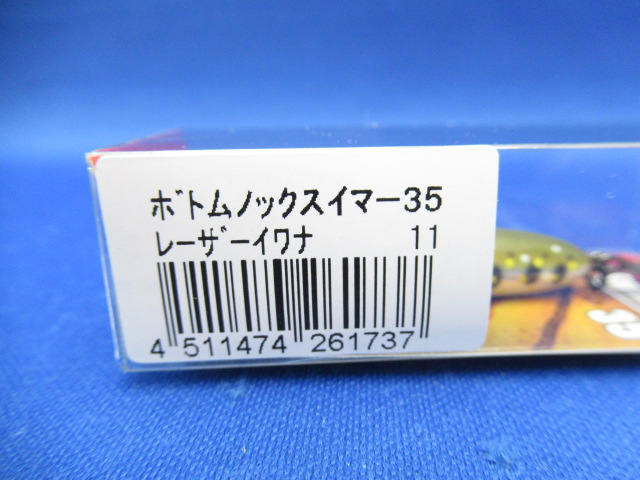 ﾎﾞﾄﾑﾉｯｸｽｲﾏｰ35
ﾚｰｻﾞｰｲﾜﾅ 11
4 511474 261737
35